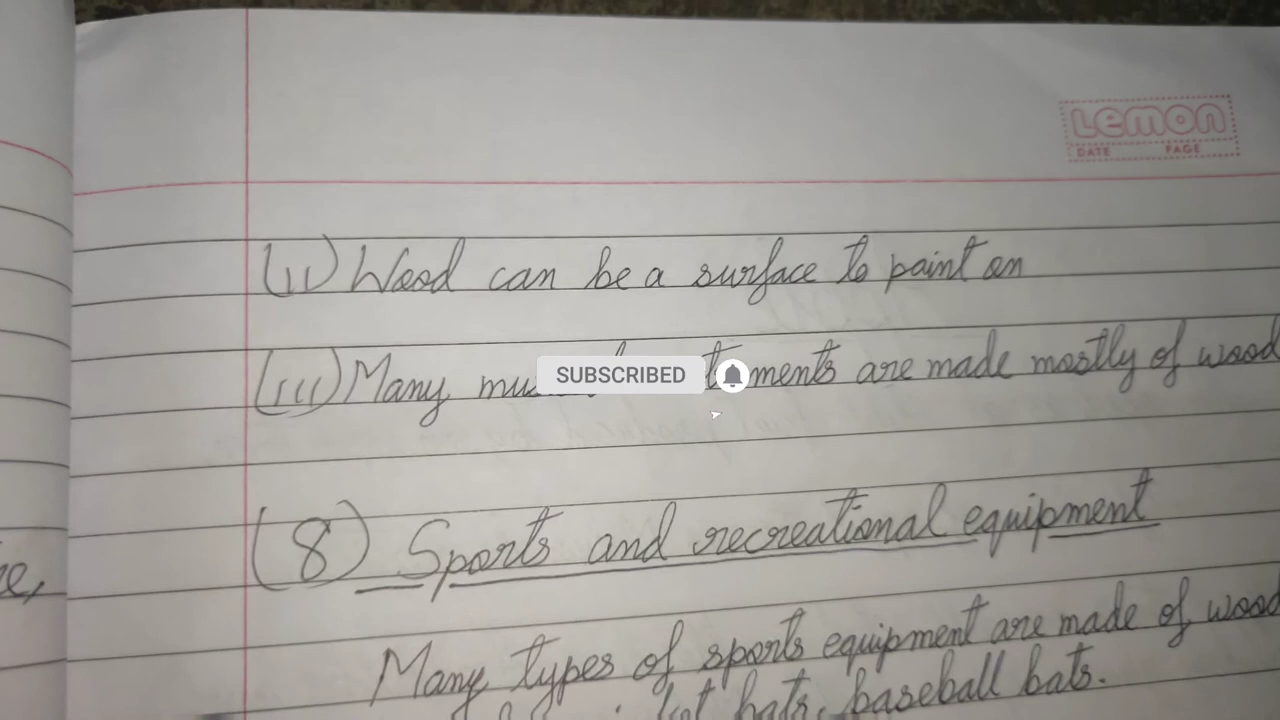 Lemon
DATE PAGE
(ii) Wood can be a surface to paint on
(iii) Many ments are made mostly of wood
SUBSCRIBED
(8) Sports and recreational equipment
e,
Many types of sports equipment are made of wood
bats, baseball bats.